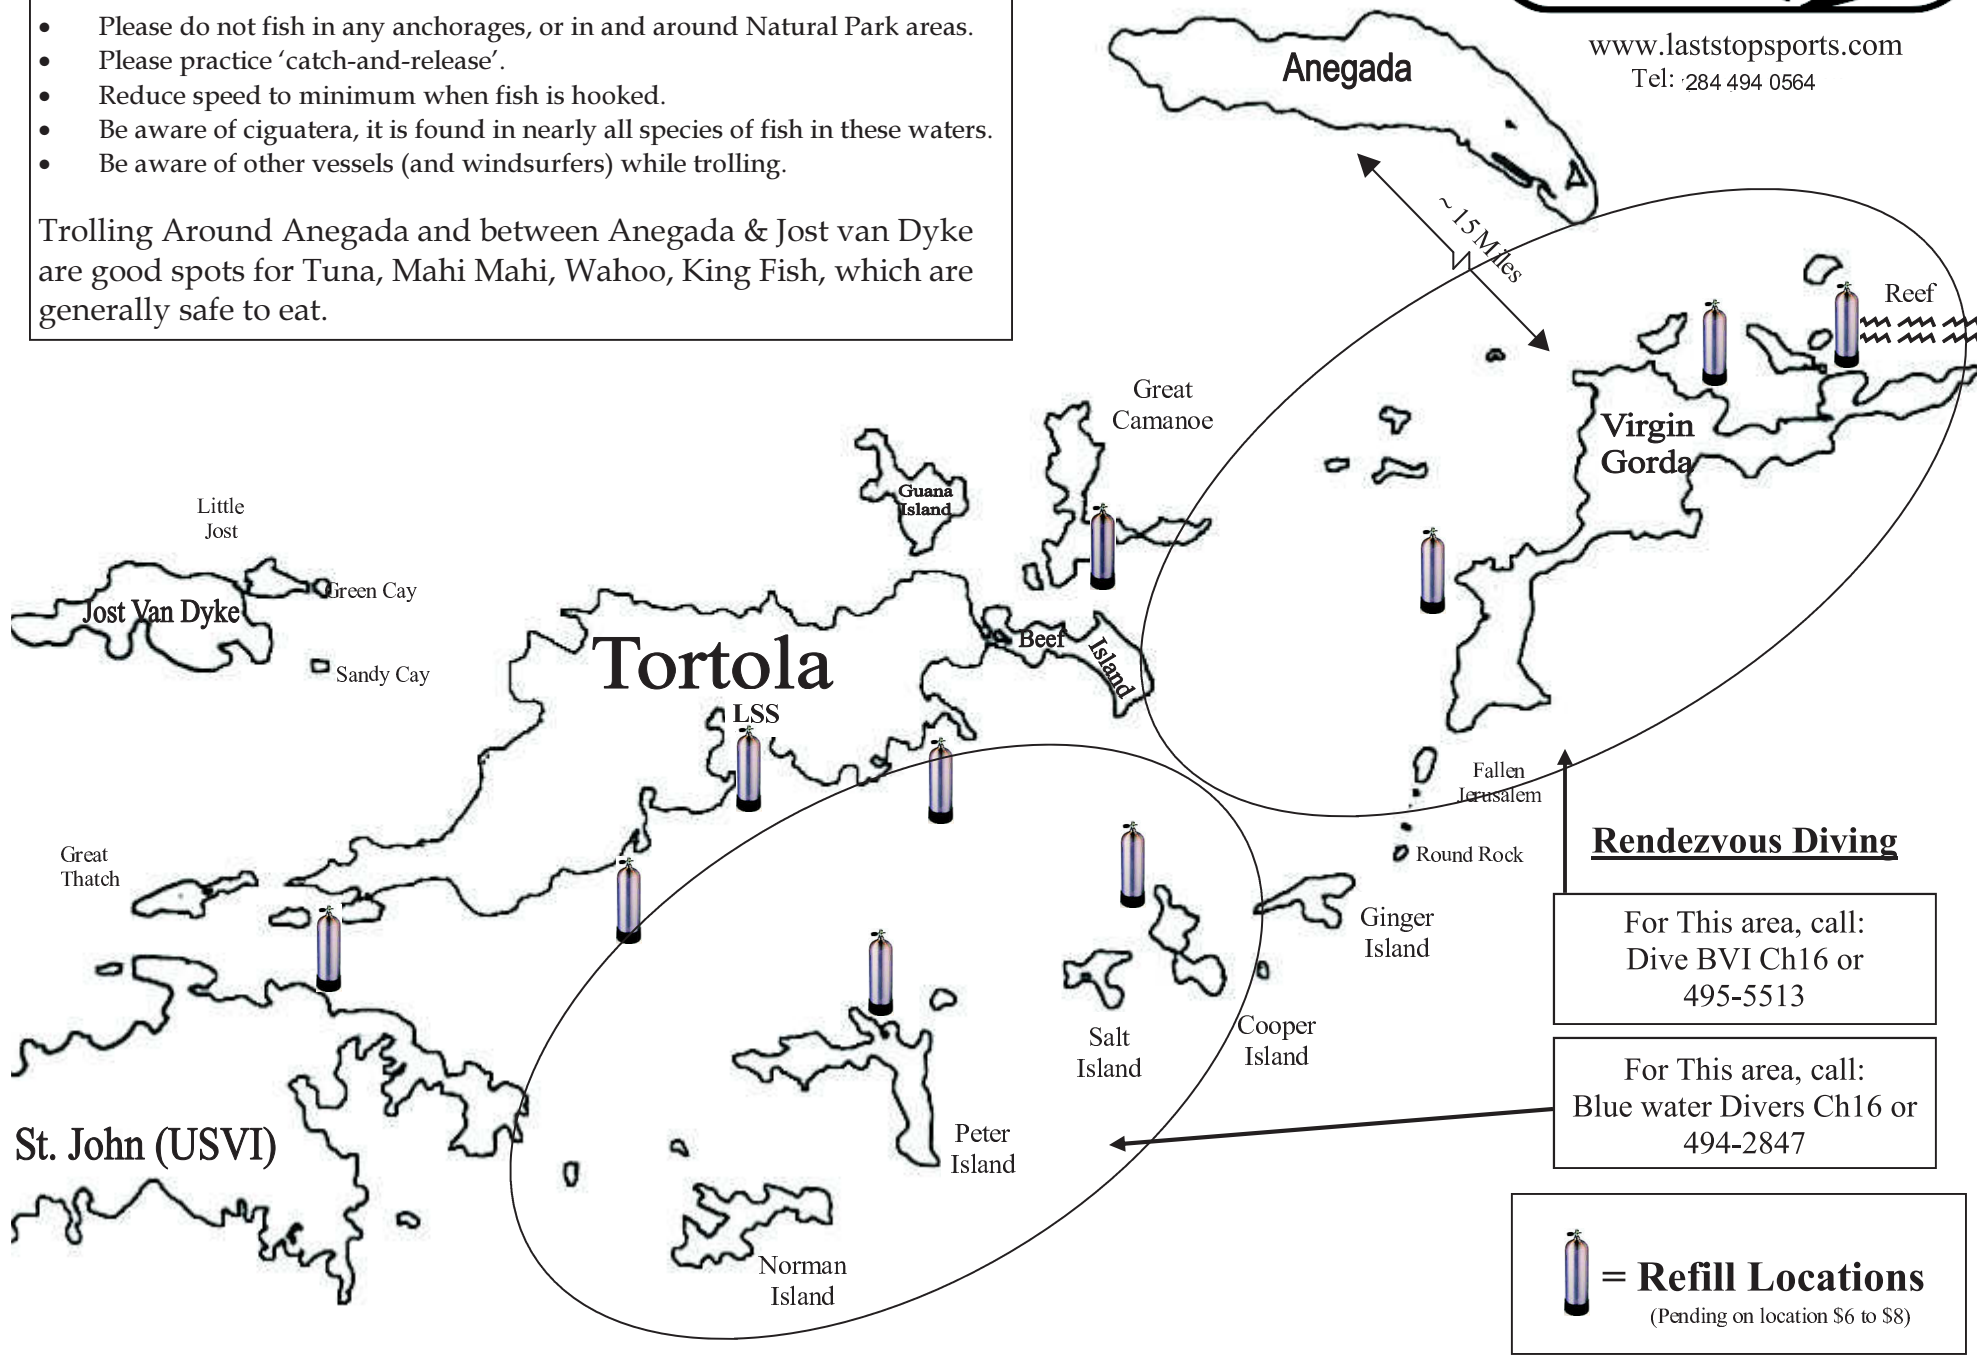 • Please do not fish in any anchorages, or in and around Natural Park areas.
• Please practice ‘catch-and-release’.
• Reduce speed to minimum when fish is hooked.
• Be aware of ciguatera, it is found in nearly all species of fish in these waters.
• Be aware of other vessels (and windsurfers) while trolling.
Trolling Around Anegada and between Anegada & Jost van Dyke
are good spots for Tuna, Mahi Mahi, Wahoo, King Fish, which are
generally safe to eat.
www.laststopsports.com
Tel: 284 494 0564
Anegada
~ 15 Miles
Reef
Great
Camanoe
Virgin
Gorda
Guana
Island
Little
Jost
Green Cay
Jost Van Dyke
Sandy Cay
Tortola
Beef
Island
LSS
Fallen
Jerusalem
Round Rock
Great
Thatch
Ginger
Island
Salt
Island
Cooper
Island
Peter
Island
St. John (USVI)
Norman
Island
Rendezvous Diving
For This area, call:
Dive BVI Ch16 or
495-5513
For This area, call:
Blue water Divers Ch16 or
494-2847
= Refill Locations
(Pending on location $6 to $8)